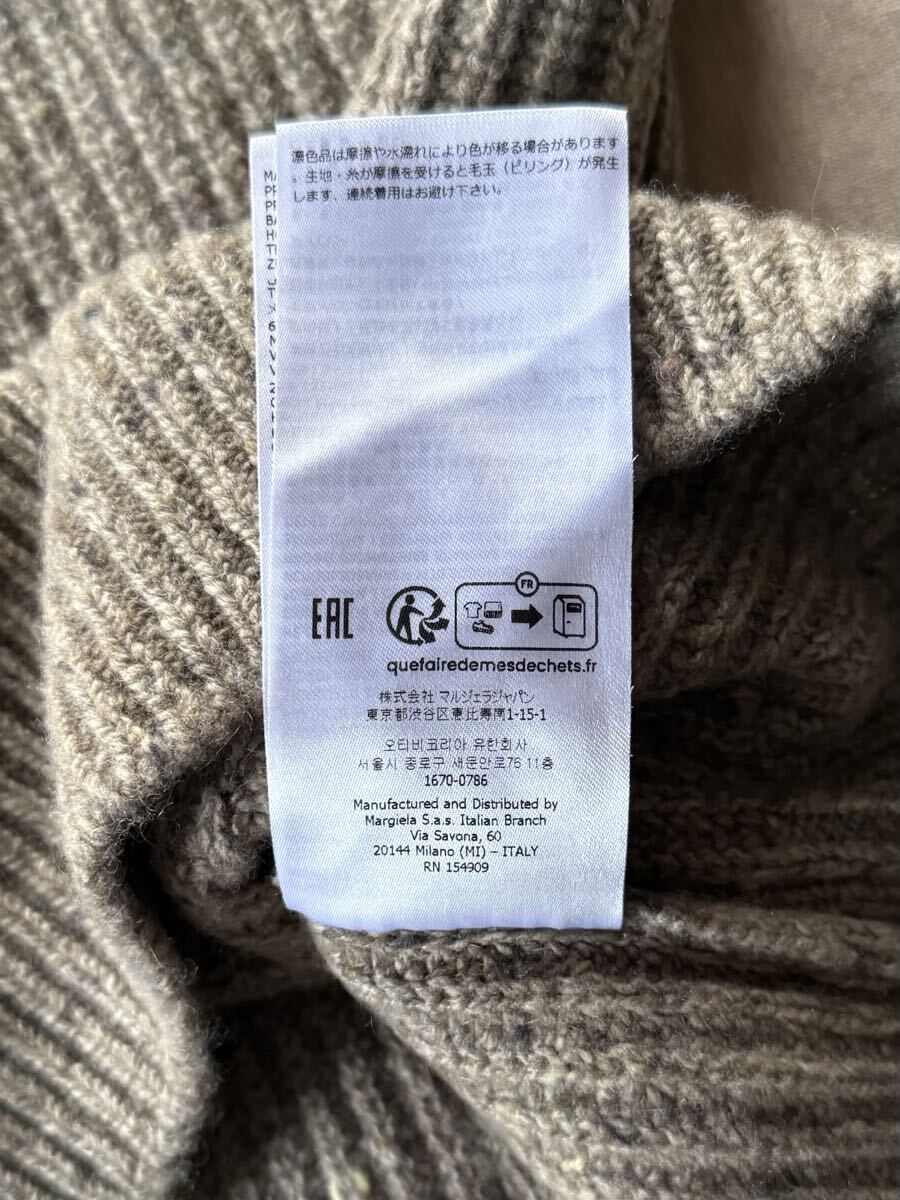 濃色品は摩擦や水濡れにより色が移る場合があります
。生地・糸が摩擦を受けると毛玉（ピリング）が発生
します、連続着用はお避け下さい。
EAC
FR
quefairedemesdechets.fr
株式会社 マルジェラジャパン
東京都渋谷区恵比寿南1-15-1
오티비코리아 유한회사
서울시 종로구 새문안로76 11층
1670-0786
Manufactured and Distributed by
Margiela S.a.s. Italian Branch
Via Savona, 60
20144 Milano (MI) – ITALY
RN 154909